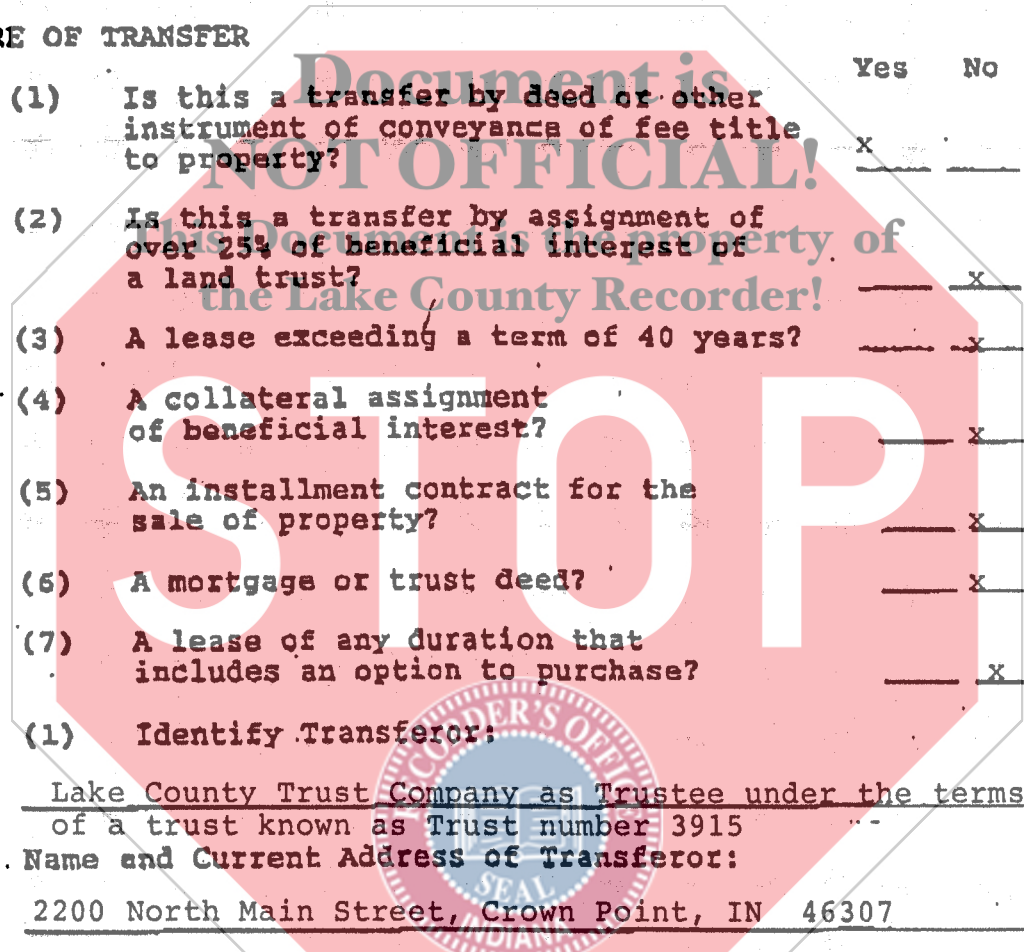 RE OF TRANSFER
Yes No
(1) Is this a transfer by deed or other
instrument of conveyance of fee title
to property? x
(2) Is this a transfer by assignment of
over 25% of beneficial interest of
a land trust? x
(3) A lease exceeding a term of 40 years? x
(4) A collateral assignment
of beneficial interest? x
(5) An installment contract for the
sale of property? x
(6) A mortgage or trust deed? x
(7) A lease of any duration that
includes an option to purchase? x
(1) Identify Transferor:
Lake County Trust Company as Trustee under the terms
of a trust known as Trust number 3915
Name and Current Address of Transferor:
2200 North Main Street, Crown Point, IN 46307
Document is
NOT OFFICIAL!
This Document is the property of
the Lake County Recorder!
STOP
RECORDER'S OFFICE
SEAL
INDIANA